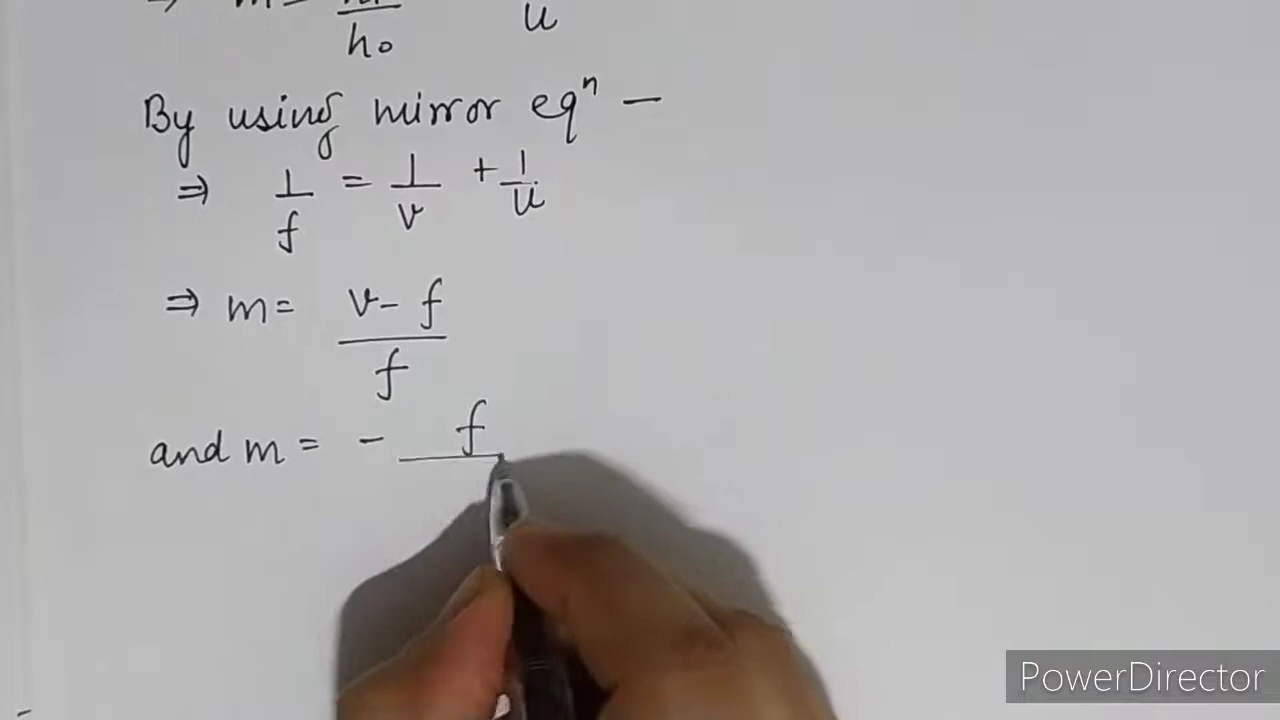 ⇒ m =
h₀ u
By using mirror eqⁿ —
⇒ 1/f = 1/v + 1/u
⇒ m = v - f / f
and m = - f
PowerDirector